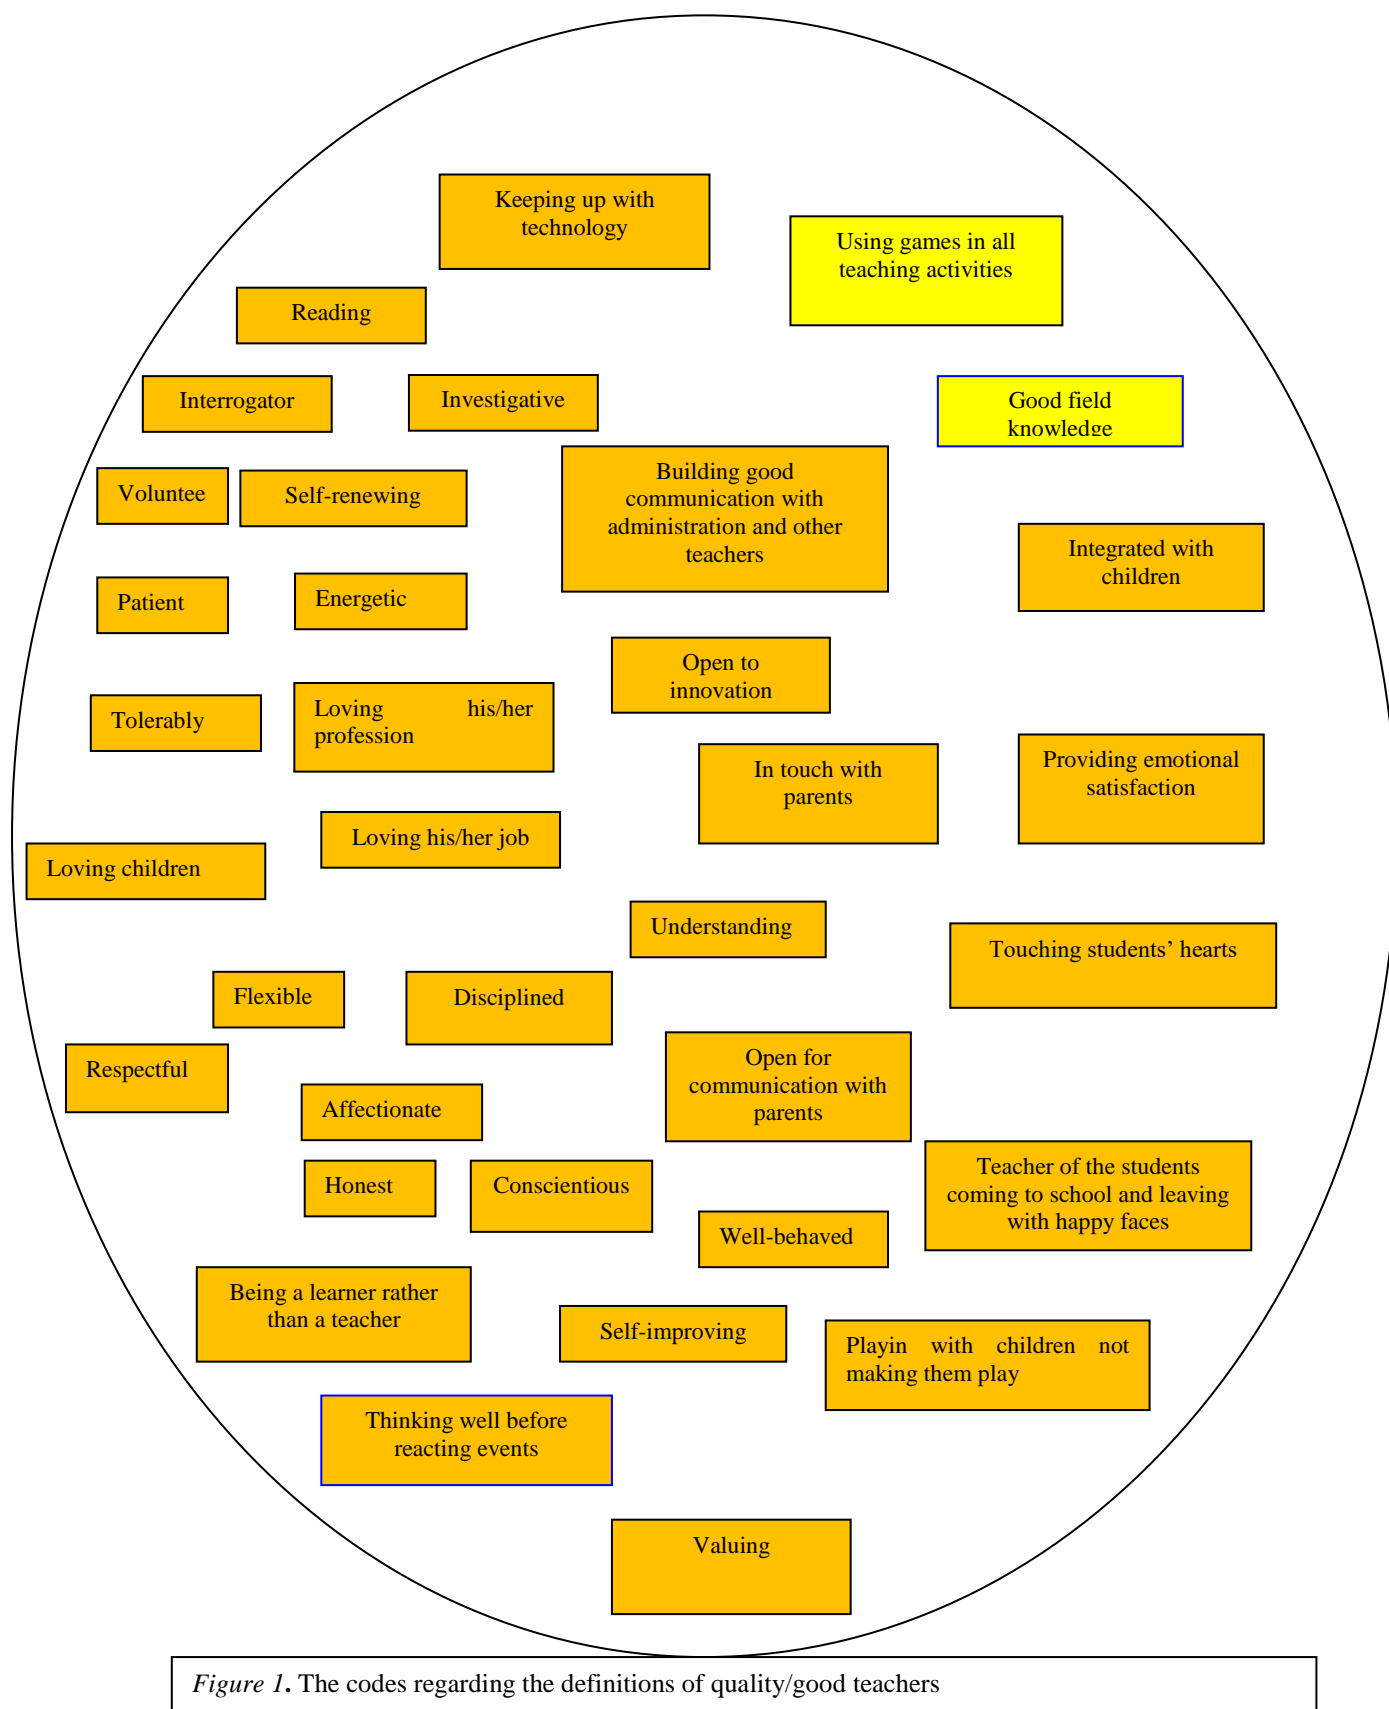 Keeping up with
technology
Using games in all
teaching activities
Reading
Interrogator
Investigative
Good field
knowledge
Building good
communication with
administration and other
teachers
Voluntee
Self-renewing
Integrated with
children
Patient
Energetic
Open to
innovation
Tolerably
Loving his/her
profession
In touch with
parents
Providing emotional
satisfaction
Loving his/her job
Loving children
Understanding
Touching students’ hearts
Flexible
Disciplined
Respectful
Open for
communication with
parents
Affectionate
Honest
Conscientious
Teacher of the students
coming to school and leaving
with happy faces
Well-behaved
Being a learner rather
than a teacher
Self-improving
Playin with children not
making them play
Thinking well before
reacting events
Valuing
Figure 1. The codes regarding the definitions of quality/good teachers